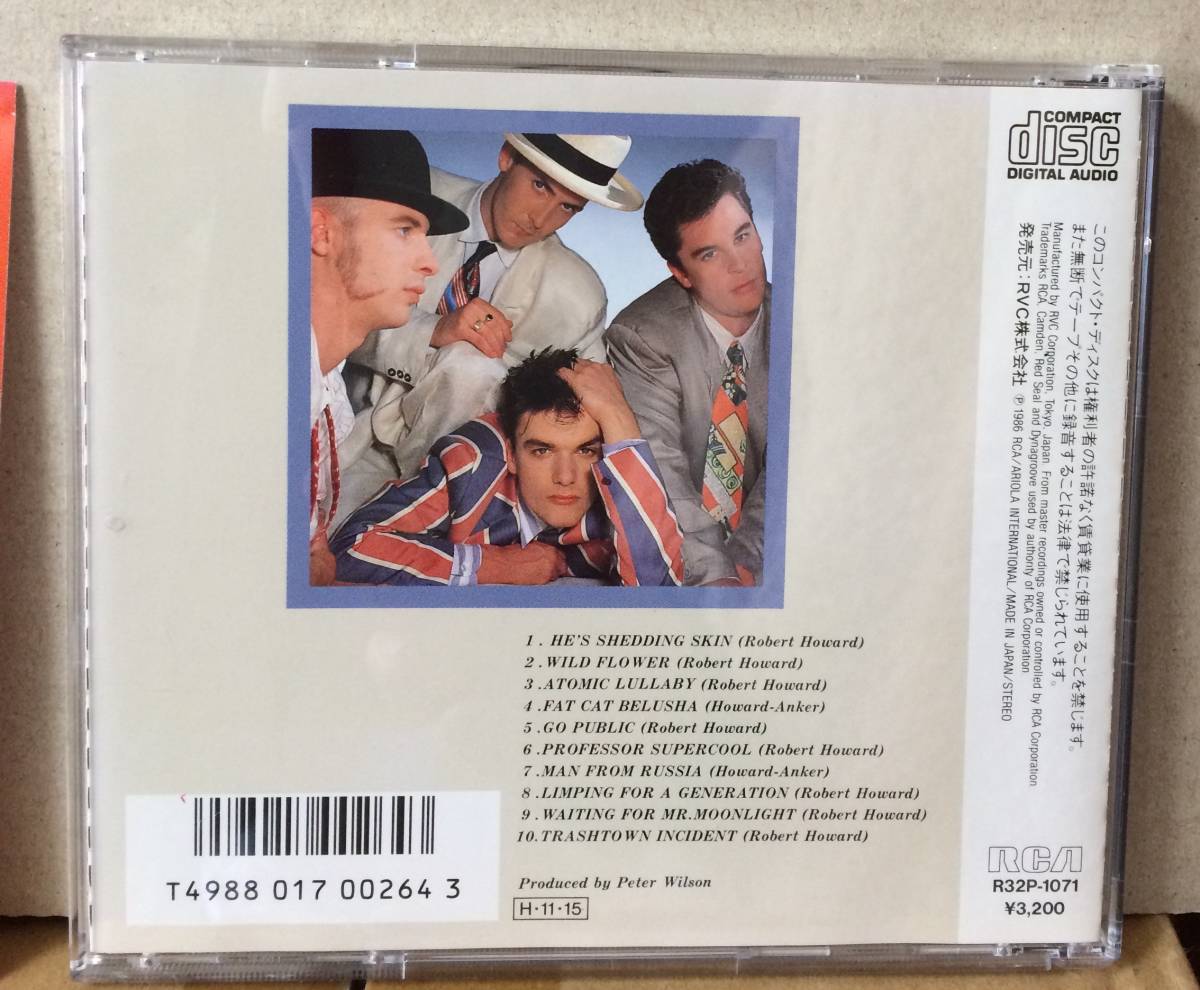 COMPACT
disc
DIGITAL AUDIO
このコンパクト・ディスクは権利者の許諾なく賃貸業に使用することを禁じます。
また無断でテープその他に録音することは法律で禁じられています。
Manufactured by RVC Corporation, Tokyo, Japan. From master recordings owned or controlled by RCA Corporation
Trademarks RCA, Camden, Red Seal and Dynagroove used by authority of RCA Corporation
発売元：RVC株式会社 Ⓟ 1986 RCA/ARIOLA INTERNATIONAL/MADE IN JAPAN/STEREO
1 . HE'S SHEDDING SKIN (Robert Howard)
2 .WILD FLOWER (Robert Howard)
3 .ATOMIC LULLABY (Robert Howard)
4 .FAT CAT BELUSHA (Howard-Anker)
5 .GO PUBLIC (Robert Howard)
6 .PROFESSOR SUPERCOOL (Robert Howard)
7 .MAN FROM RUSSIA (Howard-Anker)
8 .LIMPING FOR A GENERATION (Robert Howard)
9 .WAITING FOR MR.MOONLIGHT (Robert Howard)
10.TRASHTOWN INCIDENT (Robert Howard)
Produced by Peter Wilson
H·11·15
T4988 017 00264 3
RCA
R32P-1071
¥3,200